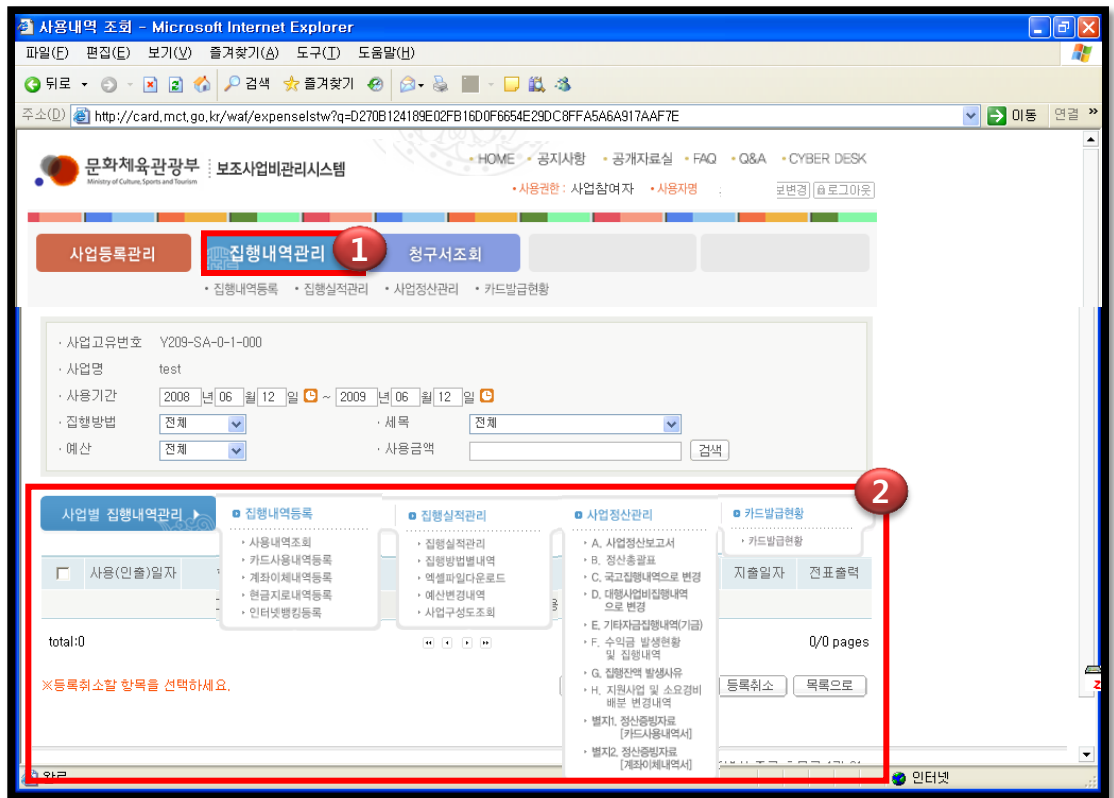 사용내역 조회 - Microsoft Internet Explorer
파일(F) 편집(E) 보기(V) 즐겨찾기(A) 도구(T) 도움말(H)
뒤로 검색 즐겨찾기
주소(D) http://card.mct.go.kr/waf/expenselstw?q=D270B124189E02FB16D0F6654E29DC8FFA5A6A917AAF7E 이동 연결 »
문화체육관광부 보조사업비관리시스템
Ministry of Culture, Sports and Tourism
• HOME • 공지사항 • 공개자료실 • FAQ • Q&A • CYBER DESK
• 사용권한 : 사업참여자 • 사용자명 : 보변경 로그아웃
사업등록관리 집행내역관리 1 청구서조회
• 집행내역등록 • 집행실적관리 • 사업정산관리 • 카드발급현황
· 사업고유번호 Y209-SA-0-1-000
· 사업명 test
· 사용기간 2008 년 06 월 12 일 ~ 2009 년 06 월 12 일
· 집행방법 전체 · 세목 전체
· 예산 전체 · 사용금액 검색
2
사업별 집행내역관리
집행내역등록
사용내역조회
카드사용내역등록
계좌이체내역등록
현금지로내역등록
인터넷뱅킹등록
집행실적관리
집행실적관리
집행방법별내역
엑셀파일다운로드
예산변경내역
사업구성도조회
사업정산관리
A. 사업정산보고서
B. 정산총괄표
C. 국고집행내역으로 변경
D. 대행사업비집행내역
으로 변경
E. 기타자금집행내역(기금)
F. 수익금 발생현황
및 집행내역
G. 집행잔액 발생사유
H. 지원사업 및 소요경비
배분 변경내역
별지1. 정산증빙자료
[카드사용내역서]
별지2. 정산증빙자료
[계좌이체내역서]
카드발급현황
카드발급현황
사용(인출)일자 지출일자 전표출력
total:0 0/0 pages
※등록취소할 항목을 선택하세요. 등록취소 목록으로
완료 인터넷